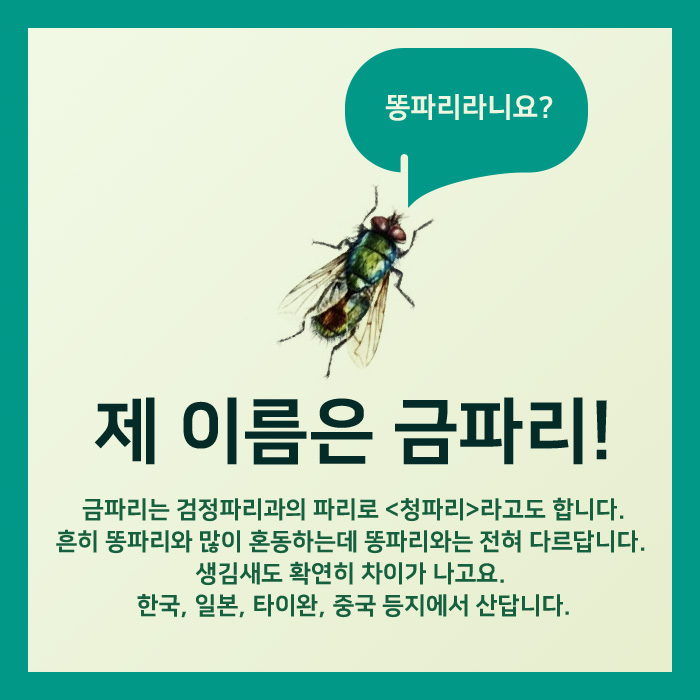 똥파리라니요?
제 이름은 금파리!
금파리는 검정파리과의 파리로 <청파리>라고도 합니다.
흔히 똥파리와 많이 혼동하는데 똥파리와는 전혀 다르답니다.
생김새도 확연히 차이가 나고요.
한국, 일본, 타이완, 중국 등지에서 산답니다.